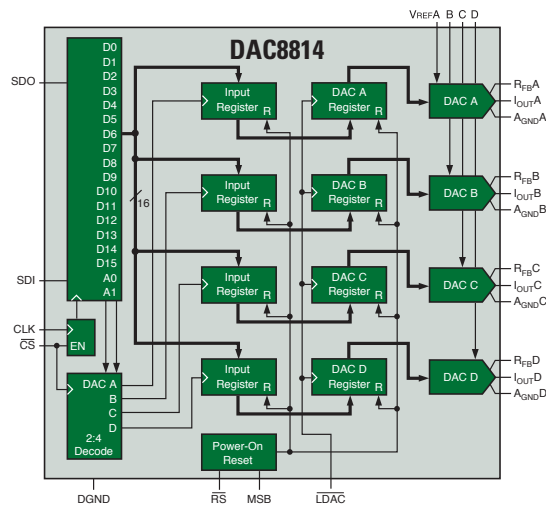 VREFA B C D
DAC8814
SDO
D0
D1
D2
D3
D4
D5
D6
D7
D8
D9
D10
D11
D12
D13
D14
D15
A0
A1
16
SDI
CLK
CS
EN
DAC A
B
C
D
2:4
Decode
Input
Register
R
DAC A
Register
R
DAC A
RFBA
IOUTA
AGNDA
Input
Register
R
DAC B
Register
R
DAC B
RFBB
IOUTB
AGNDB
Input
Register
R
DAC C
Register
R
DAC C
RFBC
IOUTC
AGNDC
Input
Register
R
DAC D
Register
R
DAC D
RFBD
IOUTD
AGNDD
Power-On
Reset
DGND
RS
MSB
LDAC